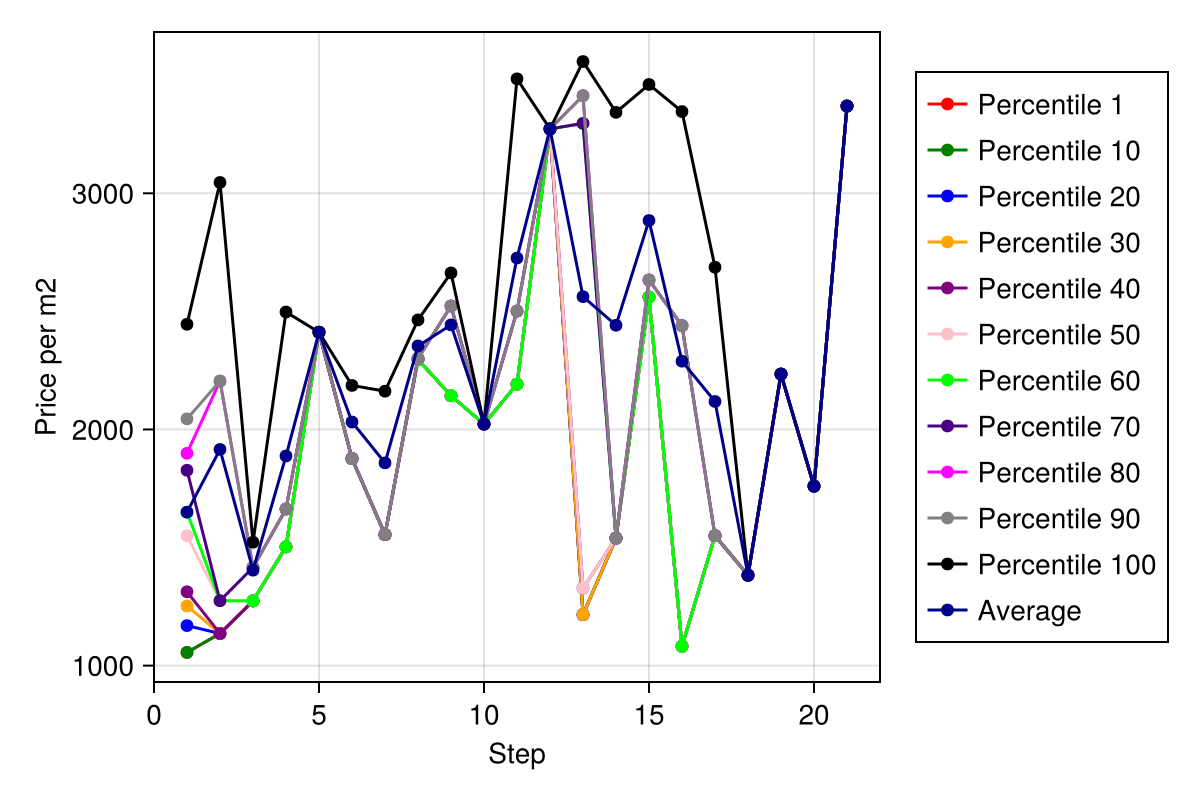 Price per m2
3000
2000
1000
0 5 10 15 20
Step
Percentile 1
Percentile 10
Percentile 20
Percentile 30
Percentile 40
Percentile 50
Percentile 60
Percentile 70
Percentile 80
Percentile 90
Percentile 100
Average